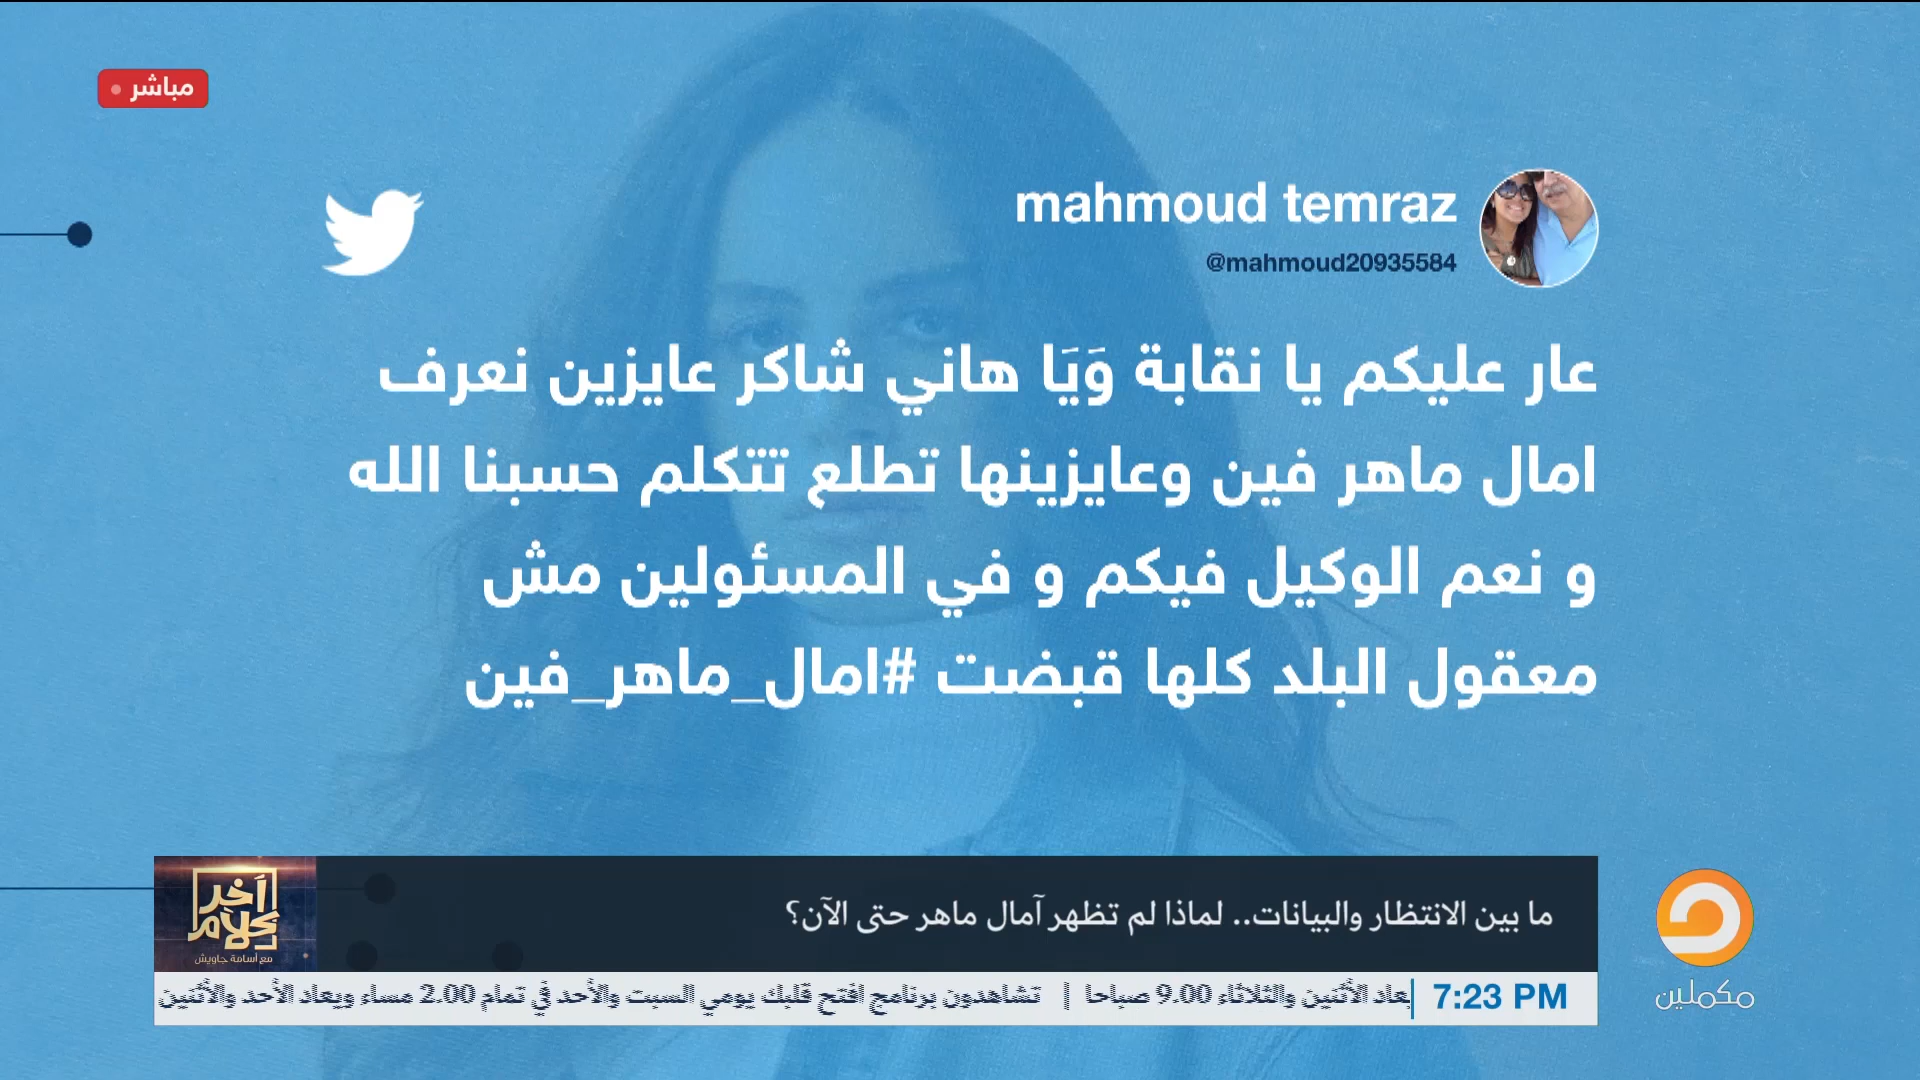 مباشر
mahmoud temraz
@mahmoud20935584
عار عليكم يا نقابة وَيَا هاني شاكر عايزين نعرف
امال ماهر فين وعايزينها تطلع تتكلم حسبنا الله
و نعم الوكيل فيكم و في المسئولين مش
معقول البلد كلها قبضت #امال_ماهر_فين
ما بين الانتظار والبيانات.. لماذا لم تظهر آمال ماهر حتى الآن؟
آخر
كلام
مع أسامة جاويش
7:23 PM
يعاد الأثنين والثلاثاء 9.00 صباحا | تشاهدون برنامج افتح قلبك يومي السبت والأحد في تمام 2.00 مساء ويعاد الأحد والأثنين
مكملين